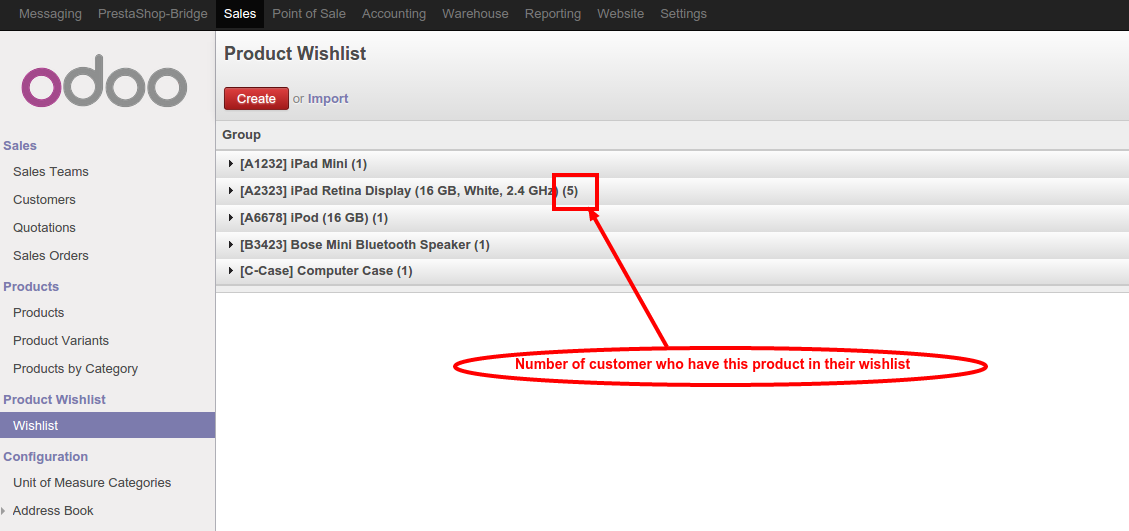 Messaging PrestaShop-Bridge Sales Point of Sale Accounting Warehouse Reporting Website Settings
odoo
Sales
Sales Teams
Customers
Quotations
Sales Orders
Products
Products
Product Variants
Products by Category
Product Wishlist
Wishlist
Configuration
Unit of Measure Categories
Address Book
Product Wishlist
Create or Import
Group
[A1232] iPad Mini (1)
[A2323] iPad Retina Display (16 GB, White, 2.4 GHz) (5)
[A6678] iPod (16 GB) (1)
[B3423] Bose Mini Bluetooth Speaker (1)
[C-Case] Computer Case (1)
Number of customer who have this product in their wishlist